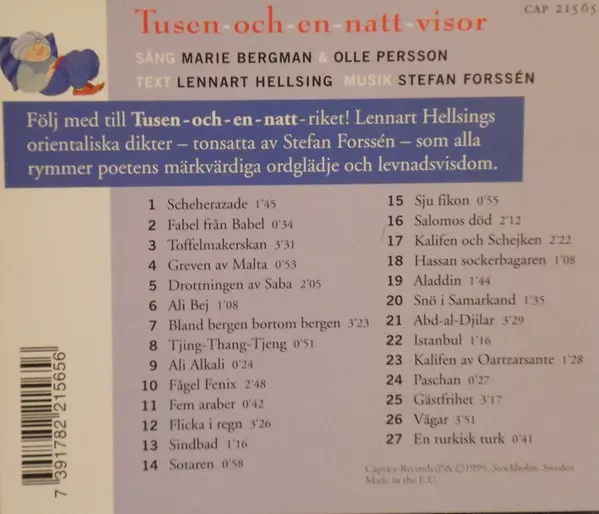 Tusen-och-en-natt-visor
CAP 21565
SÅNG MARIE BERGMAN & OLLE PERSSON
TEXT LENNART HELLSING MUSIK STEFAN FORSSÉN
Följ med till Tusen-och-en-natt-riket! Lennart Hellsings
orientaliska dikter – tonsatta av Stefan Forssén – som alla
rymmer poetens märkvärdiga ordglädje och levnadsvisdom.
1 Scheherazade 1'45
2 Fabel från Babel 0'34
3 Toffelmakerskan 3'31
4 Greven av Malta 0'53
5 Drottningen av Saba 2'05
6 Ali Bej 1'08
7 Bland bergen bortom bergen 3'23
8 Tjing-Thang-Tjeng 0'51
9 Ali Alkali 0'24
10 Fågel Fenix 2'48
11 Fem araber 0'42
12 Flicka i regn 3'26
13 Sindbad 1'16
14 Sotaren 0'58
15 Sju fikon 0'55
16 Salomos död 2'12
17 Kalifen och Schejken 2'22
18 Hassan sockerbagaren 1'08
19 Aladdin 1'44
20 Snö i Samarkand 1'35
21 Abd-al-Djilar 3'29
22 Istanbul 1'16
23 Kalifen av Oartzarsante 1'28
24 Paschan 0'27
25 Gästfrihet 3'17
26 Vägar 3'51
27 En turkisk turk 0'41
Caprice Records ℗&©1999, Stockholm, Sweden
Made in the E.U.
7 391782 215656